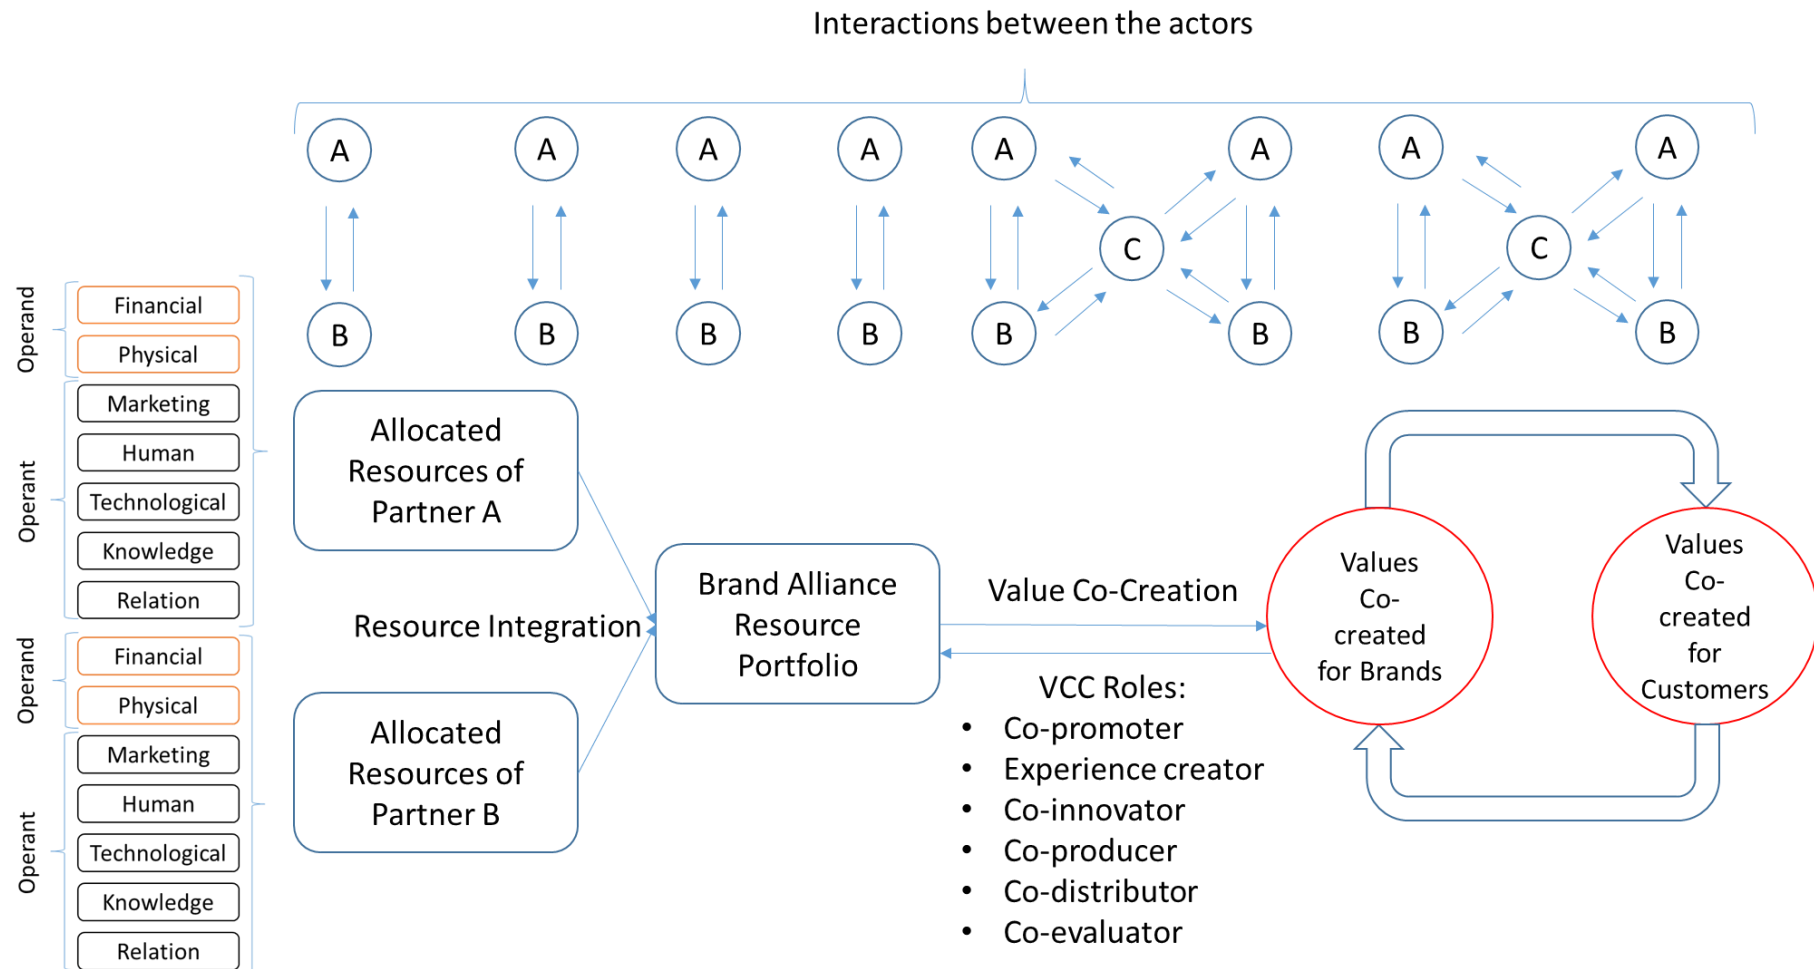 Interactions between the actors
A
A
A
A
A
A
A
A
C
C
B
B
B
B
B
B
B
B
Operand
Financial
Physical
Operant
Marketing
Human
Technological
Knowledge
Relation
Operand
Financial
Physical
Operant
Marketing
Human
Technological
Knowledge
Relation
Allocated
Resources of
Partner A
Resource Integration
Allocated
Resources of
Partner B
Brand Alliance
Resource
Portfolio
Value Co-Creation
VCC Roles:
• Co-promoter
• Experience creator
• Co-innovator
• Co-producer
• Co-distributor
• Co-evaluator
Values
Co-
created
for Brands
Values
Co-
created
for
Customers